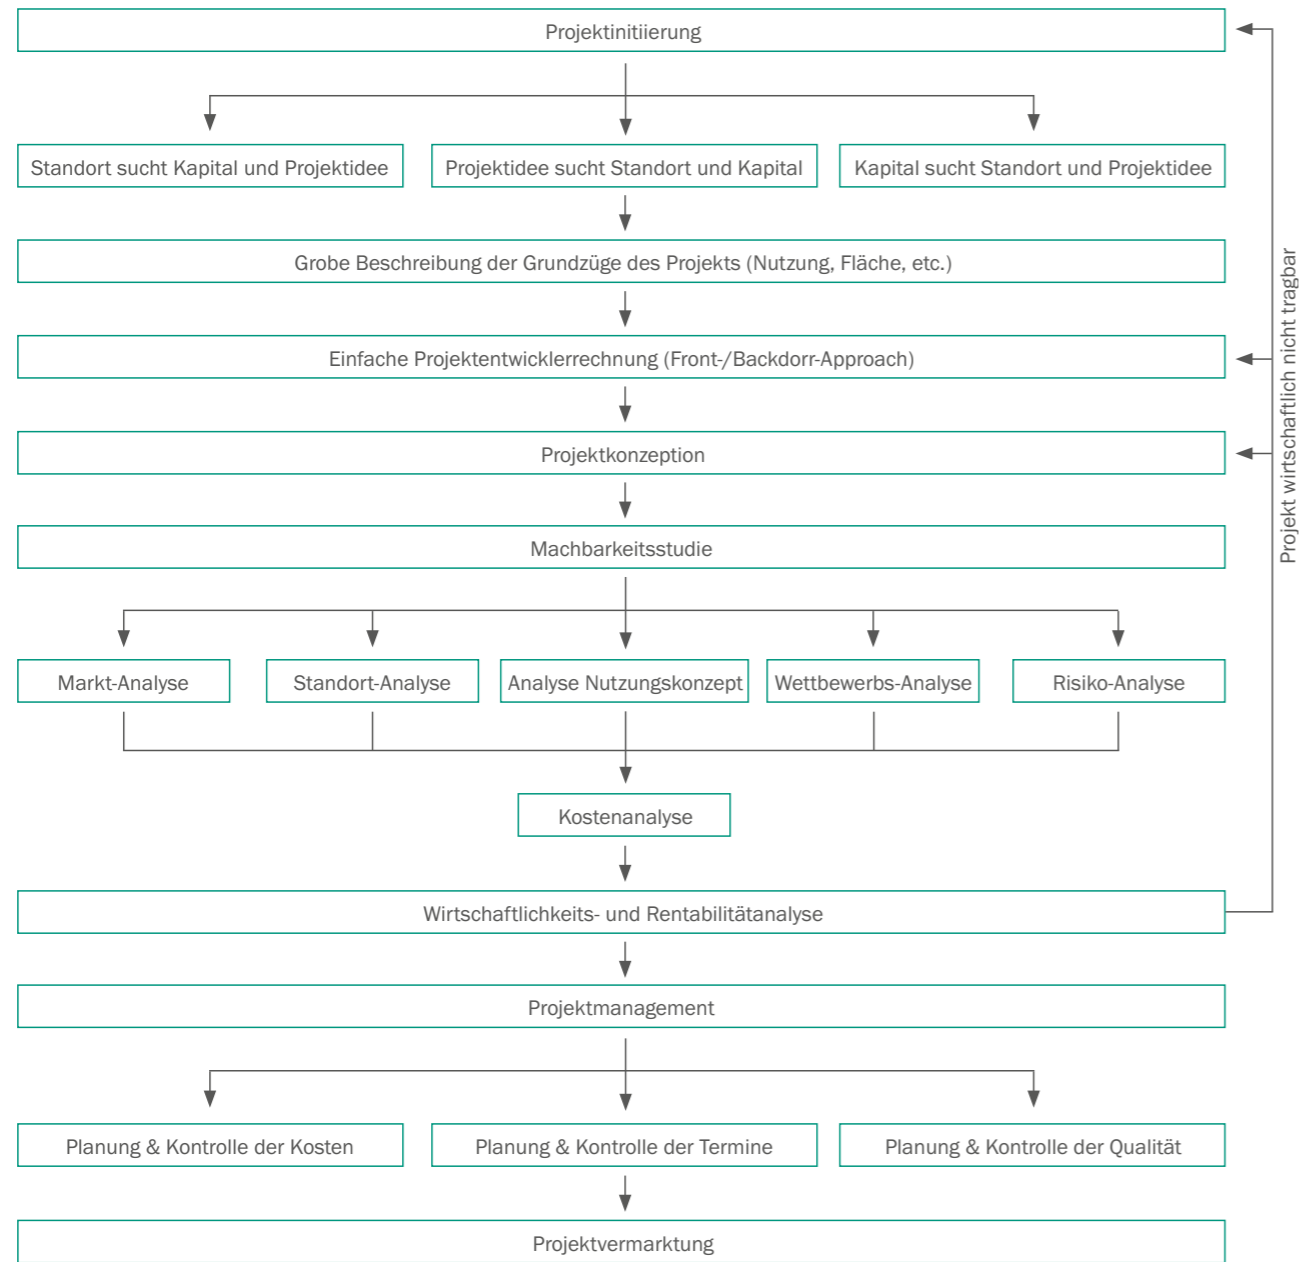 Projektinitiierung
Standort sucht Kapital und Projektidee
Projektidee sucht Standort und Kapital
Kapital sucht Standort und Projektidee
Grobe Beschreibung der Grundzüge des Projekts (Nutzung, Fläche, etc.)
Einfache Projektentwicklerrechnung (Front-/Backdorr-Approach)
Projektkonzeption
Machbarkeitsstudie
Markt-Analyse
Standort-Analyse
Analyse Nutzungskonzept
Wettbewerbs-Analyse
Risiko-Analyse
Kostenanalyse
Wirtschaftlichkeits- und Rentabilitätanalyse
Projektmanagement
Planung & Kontrolle der Kosten
Planung & Kontrolle der Termine
Planung & Kontrolle der Qualität
Projektvermarktung
Projekt wirtschaftlich nicht tragbar